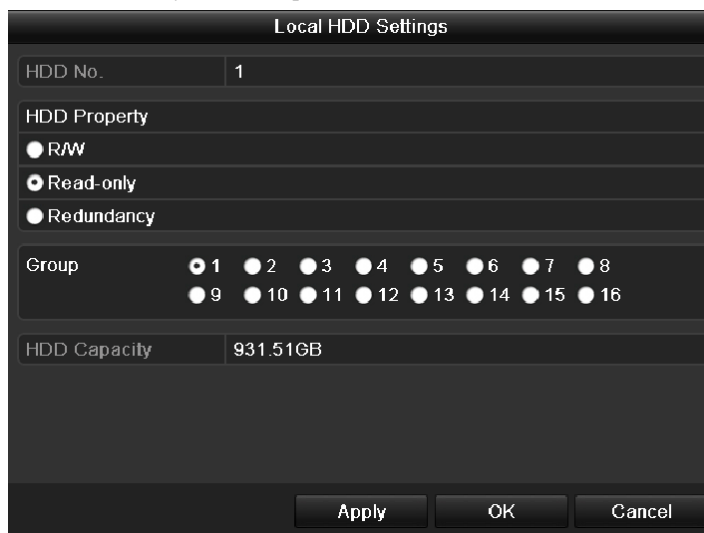 Local HDD Settings
HDD No. 1
HDD Property
R/W
Read-only
Redundancy
Group 1 2 3 4 5 6 7 8
9 10 11 12 13 14 15 16
HDD Capacity 931.51GB
Apply OK Cancel